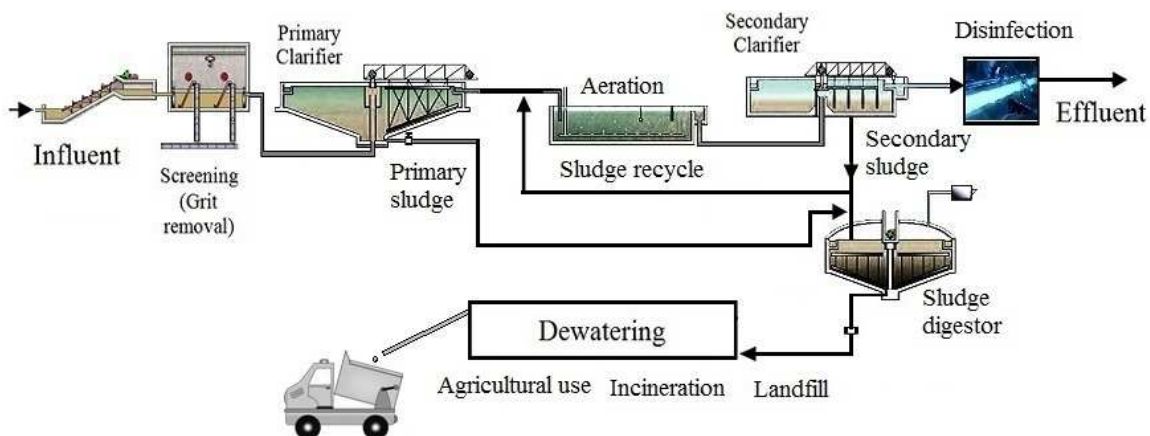 Primary
Clarifier
Secondary
Clarifier
Disinfection
Aeration
Influent
Effluent
Screening
(Grit
removal)
Primary
sludge
Sludge recycle
Secondary
sludge
Sludge
digestor
Dewatering
Agricultural use Incineration Landfill